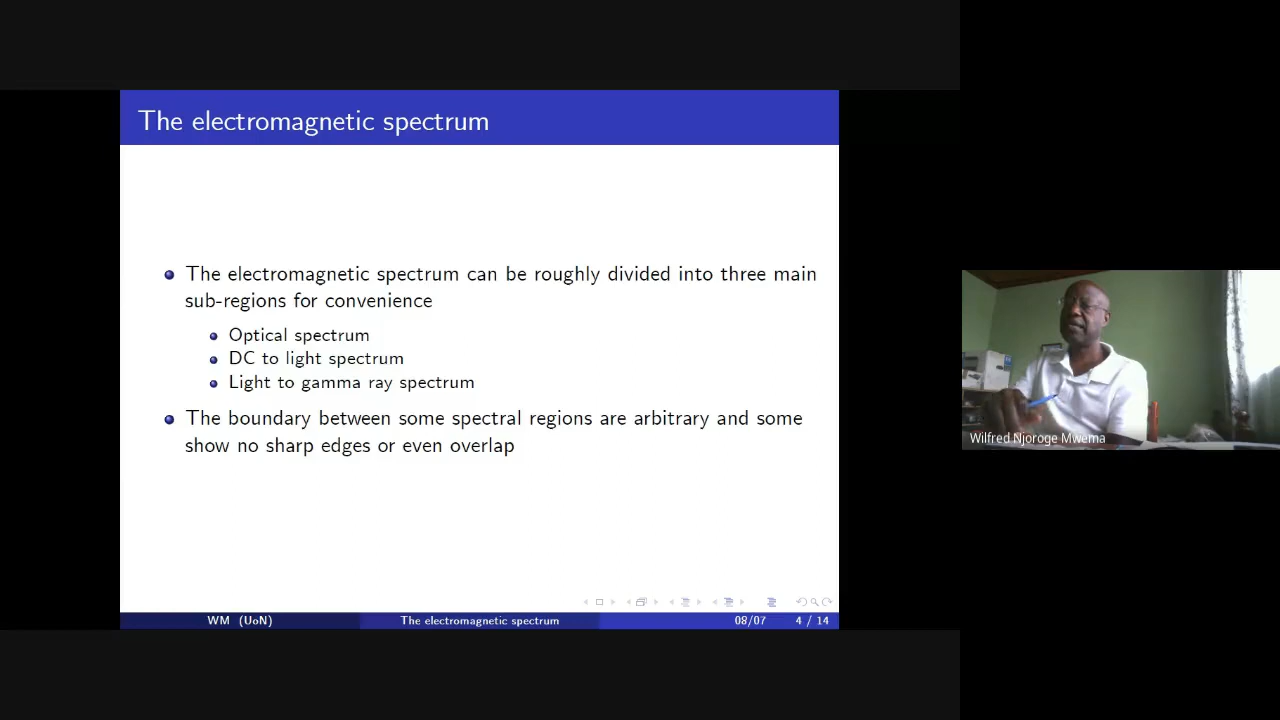 The electromagnetic spectrum
The electromagnetic spectrum can be roughly divided into three main
sub-regions for convenience
Optical spectrum
DC to light spectrum
Light to gamma ray spectrum
The boundary between some spectral regions are arbitrary and some
show no sharp edges or even overlap
WM (UoN)
The electromagnetic spectrum
08/07
4 / 14
Wilfred Njoroge Mwema